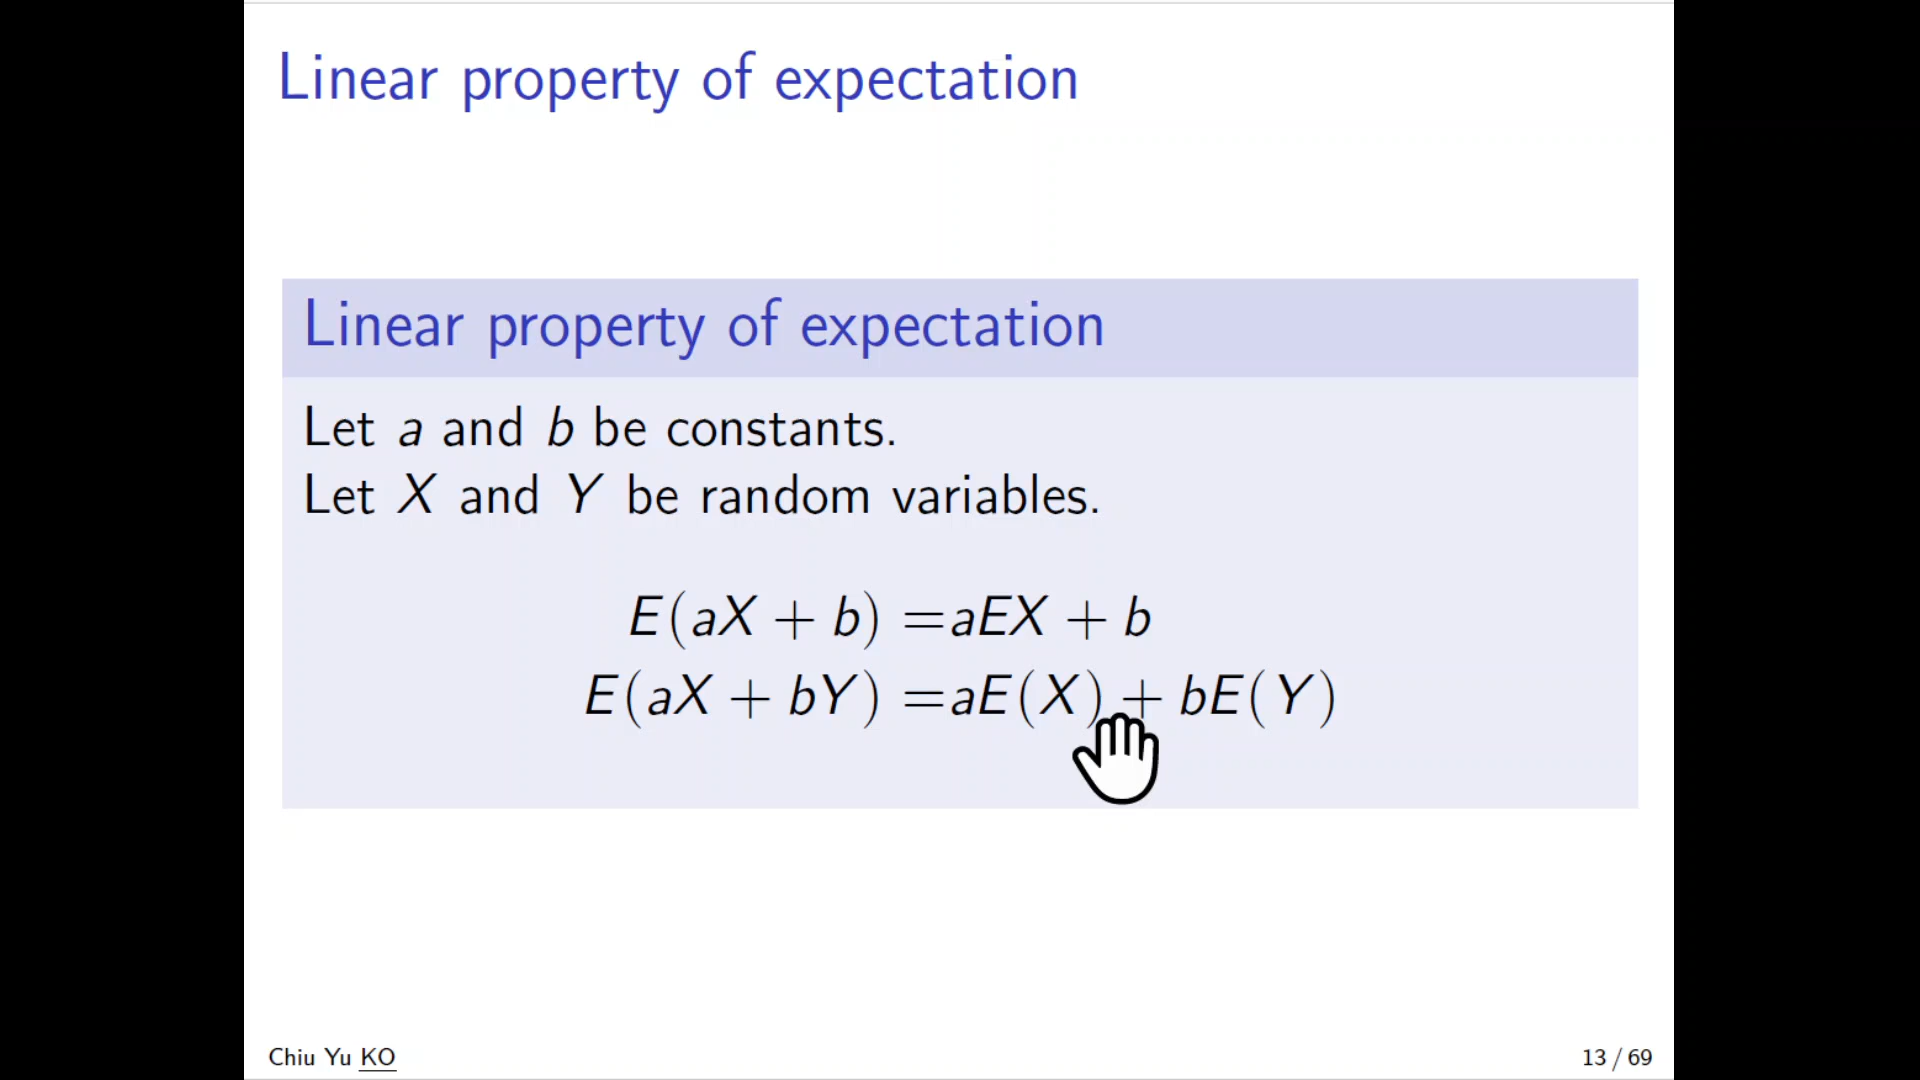 Linear property of expectation
Linear property of expectation
Let a and b be constants.
Let X and Y be random variables.
E(aX + b) =aEX + b
E(aX + bY) =aE(X) + bE(Y)
Chiu Yu KO
13 / 69